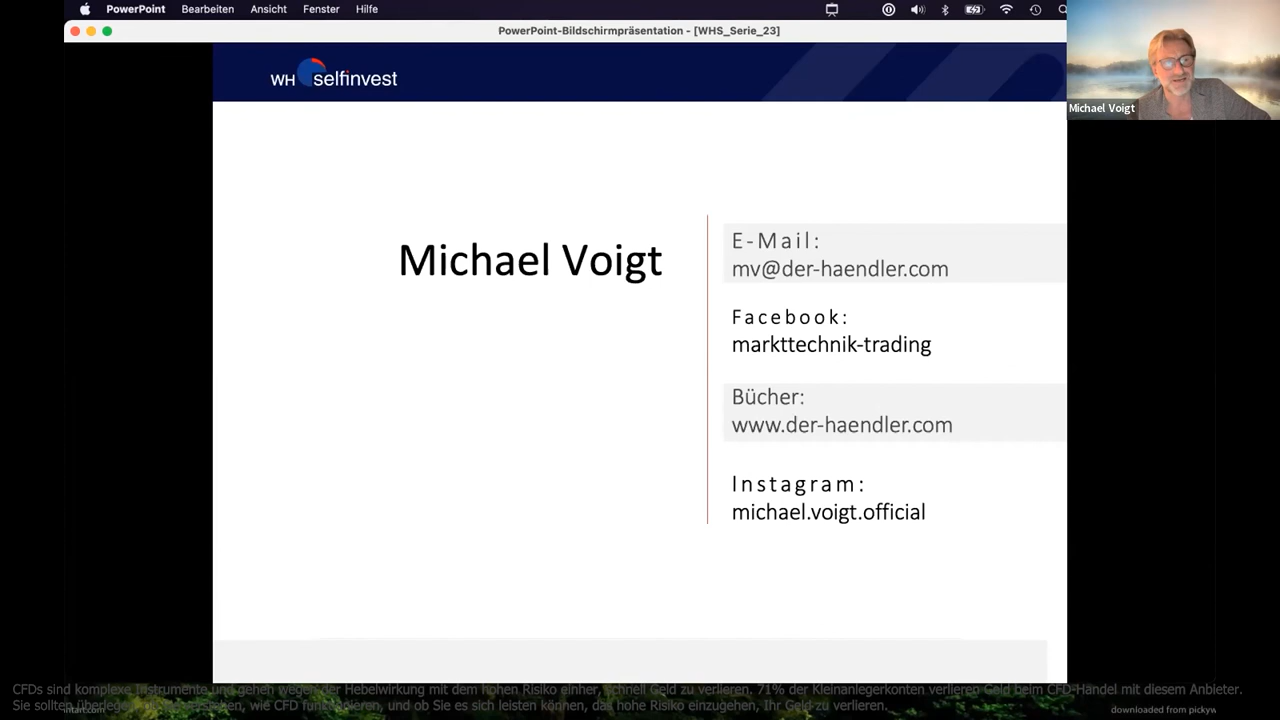 PowerPoint Bearbeiten Ansicht Fenster Hilfe
PowerPoint-Bildschirmpräsentation - [WHS_Serie_23]
WH selfinvest
Michael Voigt
Michael Voigt
E-Mail:
mv@der-haendler.com
Facebook:
markttechnik-trading
Bücher:
www.der-haendler.com
Instagram:
michael.voigt.official
CFDs sind komplexe Instrumente und gehen wegen der Hebelwirkung mit dem hohen Risiko einher, schnell Geld zu verlieren. 71% der Kleinanlegerkonten verlieren Geld beim CFD-Handel mit diesem Anbieter.
Sie sollten überlegen, ob Sie verstehen, wie CFD funktionieren, und ob Sie es sich leisten können, das hohe Risiko einzugehen, Ihr Geld zu verlieren.
downloaded from pickyw